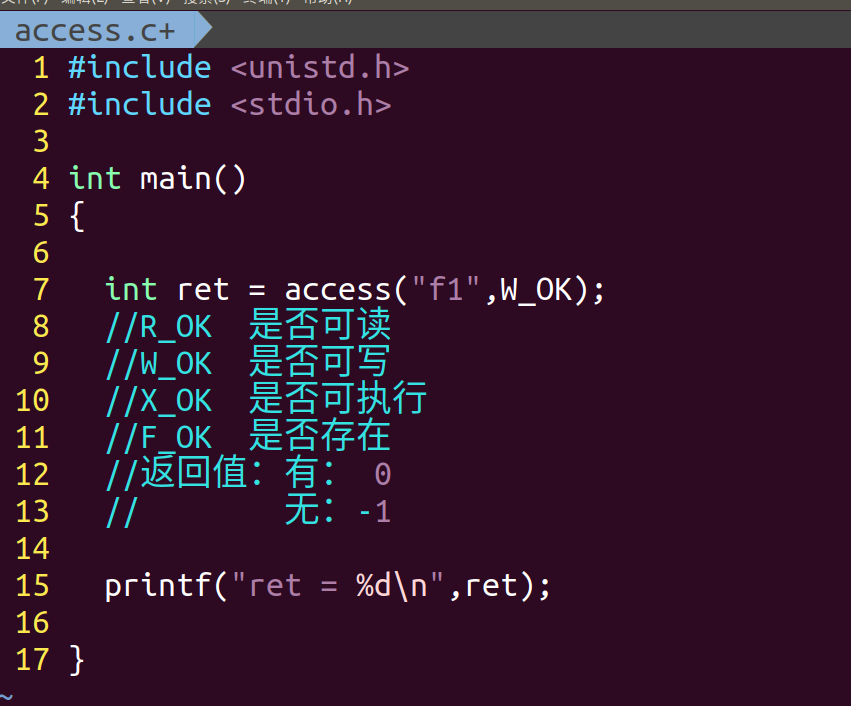 access.c+
1 #include <unistd.h>
2 #include <stdio.h>
3
4 int main()
5 {
6
7   int ret = access("f1",W_OK);
8   //R_OK  是否可读
9   //W_OK  是否可写
10   //X_OK  是否可执行
11   //F_OK  是否存在
12   //返回值：有： 0
13   //        无：-1
14
15   printf("ret = %d\n",ret);
16
17 }
~